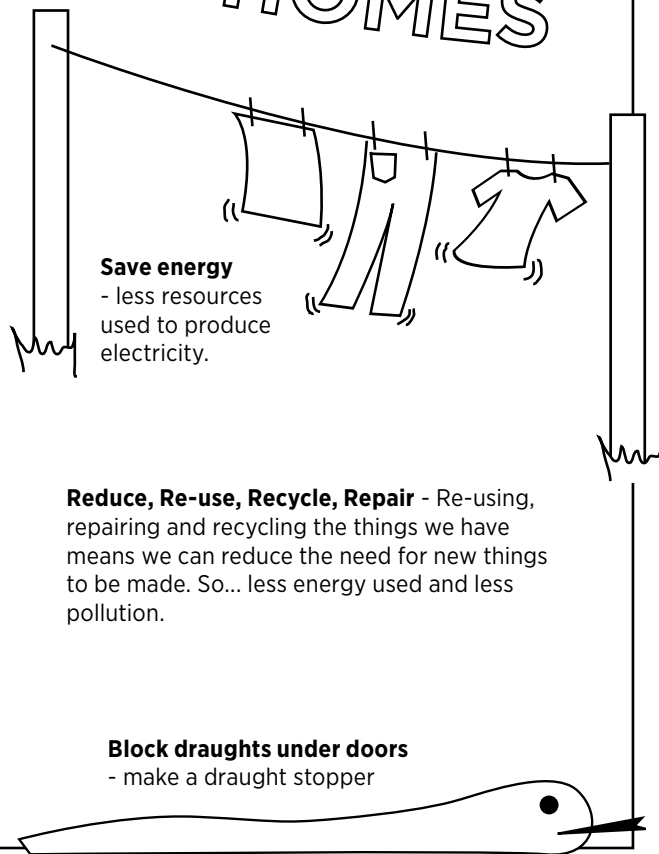 HOMES
Save energy
- less resources
used to produce
electricity.
Reduce, Re-use, Recycle, Repair - Re-using,
repairing and recycling the things we have
means we can reduce the need for new things
to be made. So... less energy used and less
pollution.
Block draughts under doors
- make a draught stopper